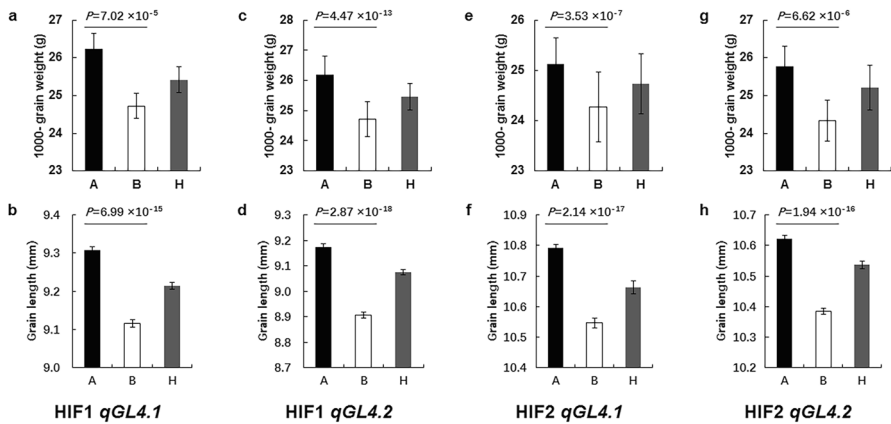 a
P=7.02 ×10⁻⁵
1000- grain weight (g)
27
26
25
24
23
A B H
c
P=4.47 ×10⁻¹³
1000- grain weight (g)
28
27
26
25
24
23
A B H
e
P=3.53 ×10⁻⁷
1000- grain weight (g)
26
25
24
23
A B H
g
P=6.62 ×10⁻⁶
1000- grain weight (g)
27
26
25
24
23
A B H
b
P=6.99 ×10⁻¹⁵
Grain length (mm)
9.4
9.3
9.2
9.1
9.0
A B H
d
P=2.87 ×10⁻¹⁸
Grain length (mm)
9.3
9.2
9.1
9.0
8.9
8.8
8.7
A B H
f
P=2.14 ×10⁻¹⁷
Grain length (mm)
10.9
10.8
10.7
10.6
10.5
10.4
A B H
h
P=1.94 ×10⁻¹⁶
Grain length (mm)
10.7
10.6
10.5
10.4
10.3
10.2
A B H
HIF1 qGL4.1
HIF1 qGL4.2
HIF2 qGL4.1
HIF2 qGL4.2